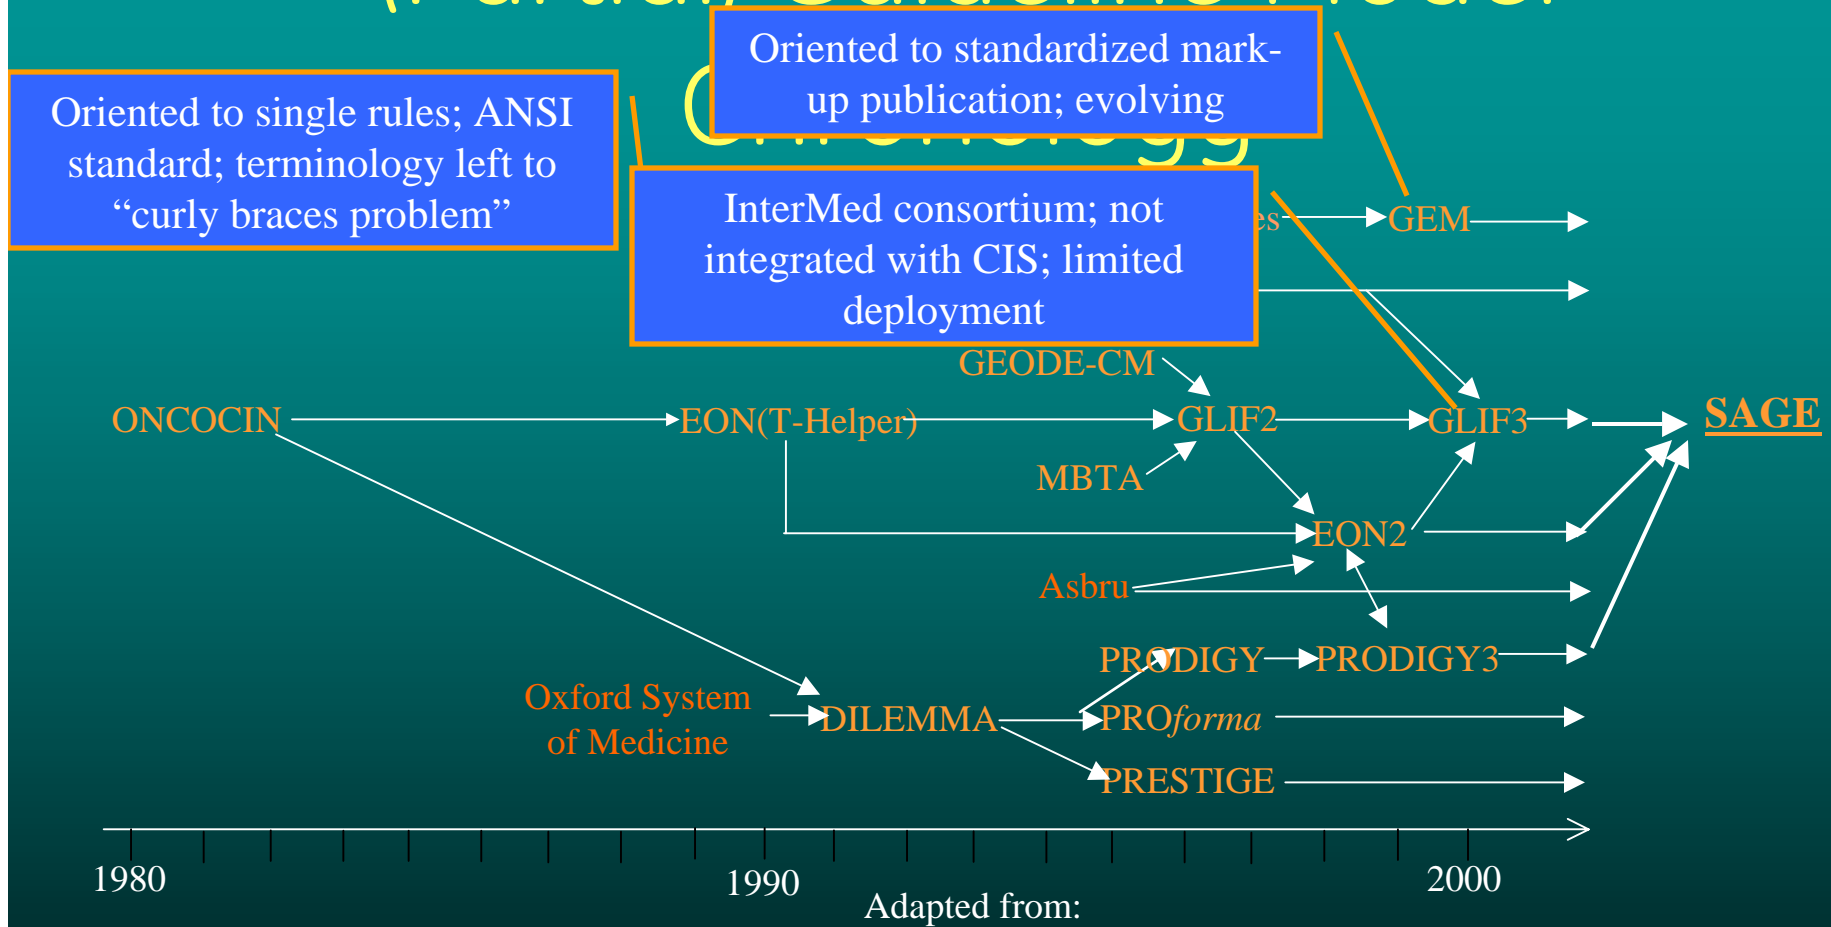 Oriented to standardized mark-
up publication; evolving
Oriented to single rules; ANSI
standard; terminology left to
“curly braces problem”
InterMed consortium; not
integrated with CIS; limited
deployment
GEM
GEODE-CM
ONCOCIN
EON(T-Helper)
GLIF2
GLIF3
SAGE
MBTA
EON2
Asbru
PRODIGY
PRODIGY3
Oxford System
of Medicine
DILEMMA
PROforma
PRESTIGE
1980
1990
2000
Adapted from: